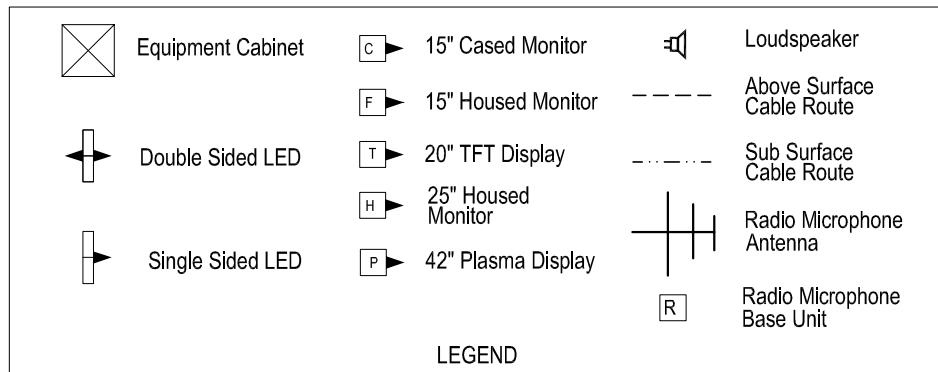 Equipment Cabinet
Double Sided LED
Single Sided LED
C 15" Cased Monitor
F 15" Housed Monitor
T 20" TFT Display
H 25" Housed
Monitor
P 42" Plasma Display
Loudspeaker
Above Surface
Cable Route
Sub Surface
Cable Route
Radio Microphone
Antenna
R Radio Microphone
Base Unit
LEGEND